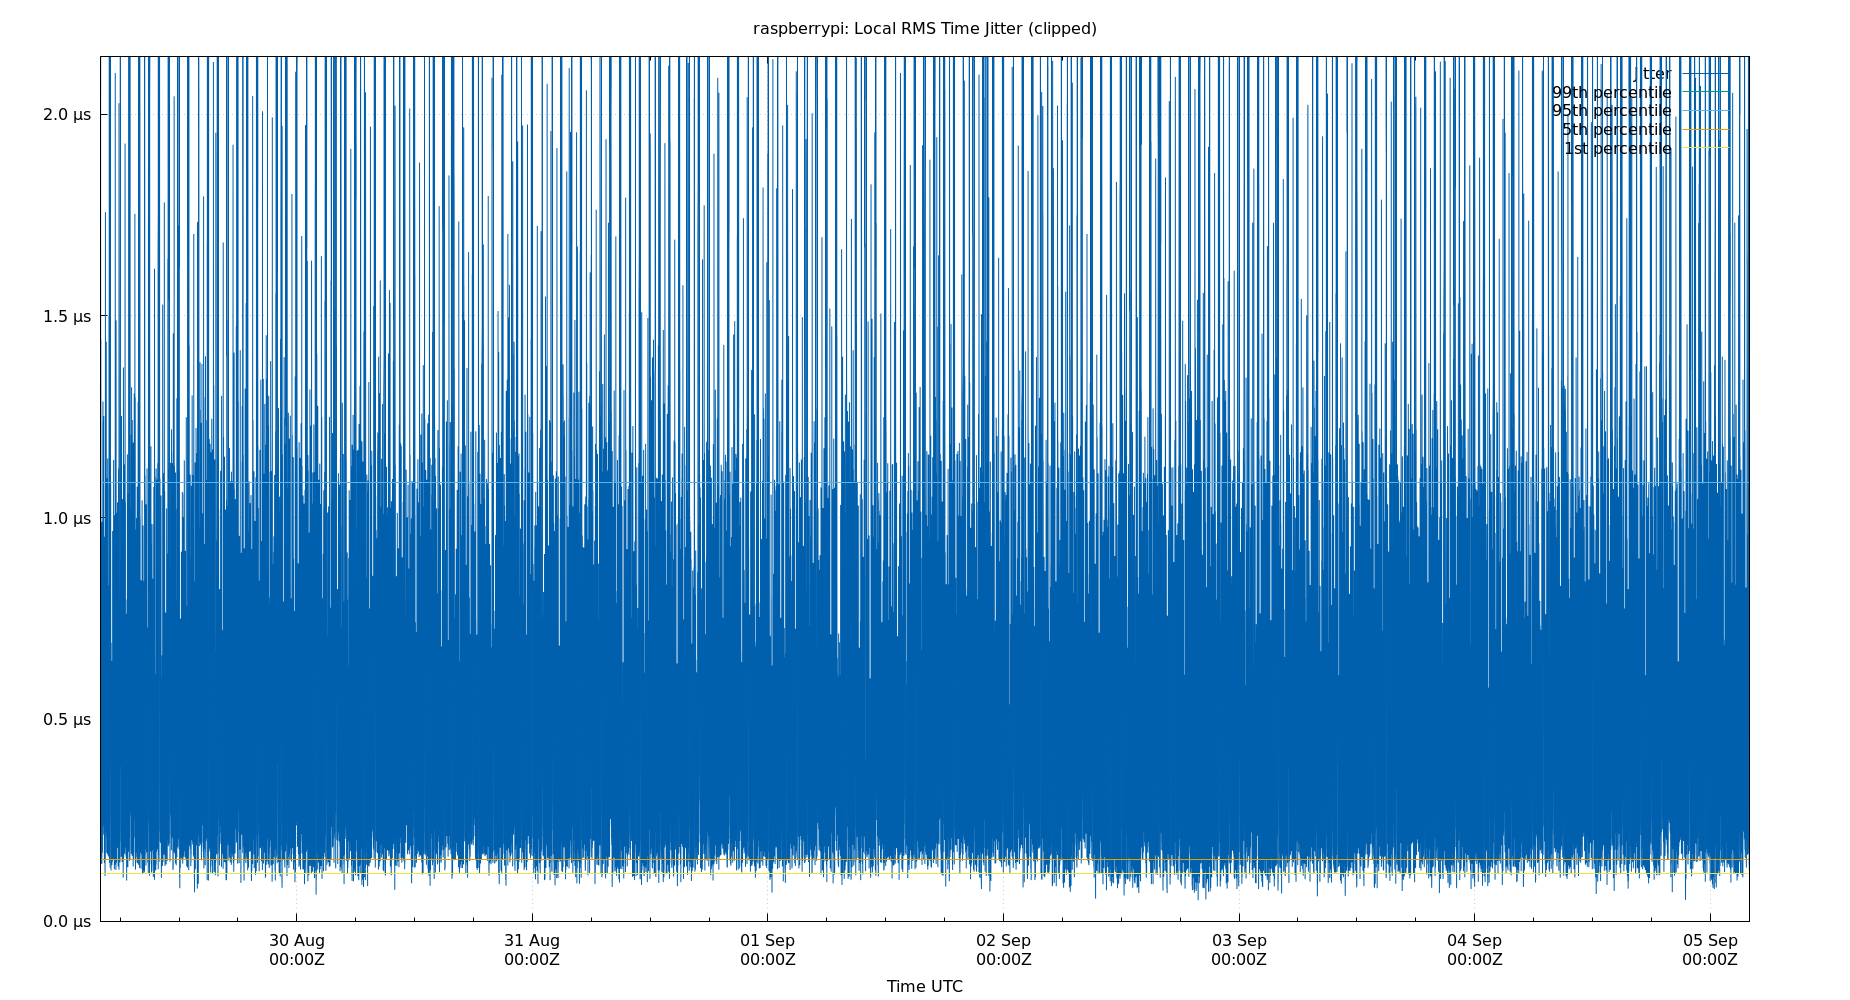 raspberrypi: Local RMS Time Jitter (clipped)
jitter
99th percentile
95th percentile
5th percentile
1st percentile
2.0 µs
1.5 µs
1.0 µs
0.5 µs
0.0 µs
30 Aug 31 Aug 01 Sep 02 Sep 03 Sep 04 Sep 05 Sep
00:00Z 00:00Z 00:00Z 00:00Z 00:00Z 00:00Z 00:00Z
Time UTC